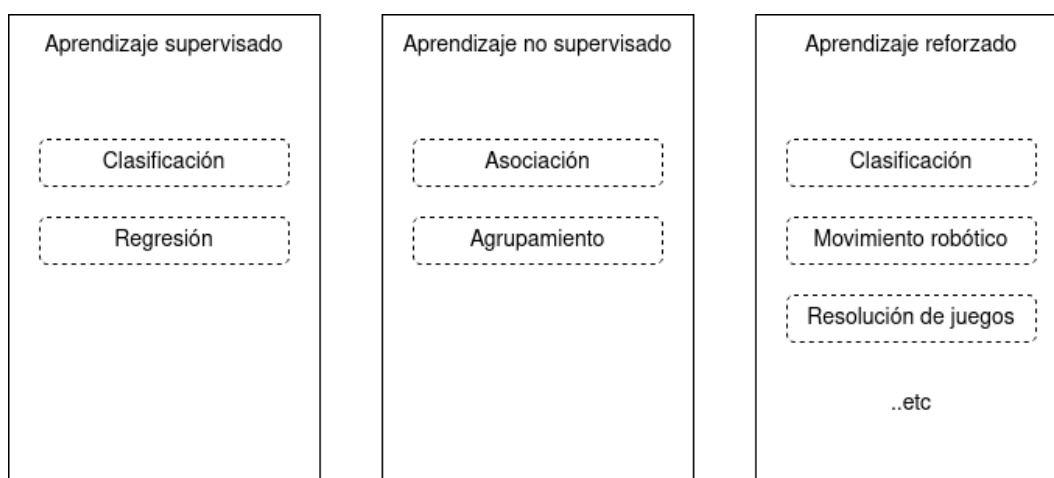 Aprendizaje supervisado
Clasificación
Regresión
Aprendizaje no supervisado
Asociación
Agrupamiento
Aprendizaje reforzado
Clasificación
Movimiento robótico
Resolución de juegos
..etc